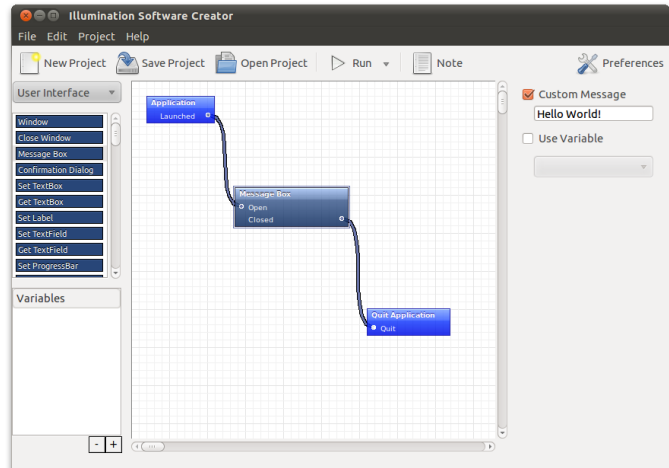 Illumination Software Creator
File Edit Project Help
New Project Save Project Open Project Run Note Preferences
User Interface
Window
Close Window
Message Box
Confirmation Dialog
Set TextBox
Get TextBox
Set Label
Set TextField
Get TextField
Set ProgressBar
Variables
- +
Application
Launched
Message Box
Open
Closed
Quit Application
Quit
Custom Message
Hello World!
Use Variable